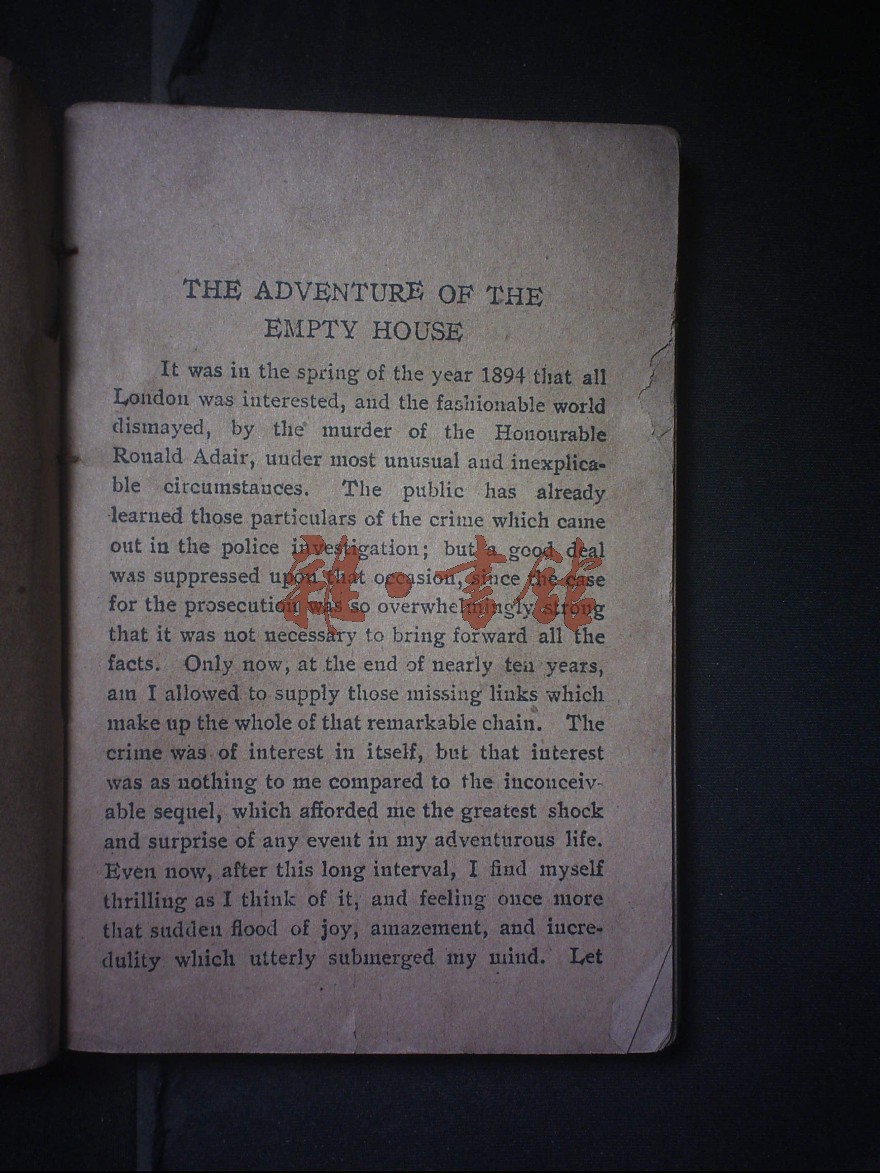 THE ADVENTURE OF THE
EMPTY HOUSE
It was in the spring of the year 1894 that all
London was interested, and the fashionable world
dismayed, by the murder of the Honourable
Ronald Adair, under most unusual and inexplica-
ble circumstances. The public has already
learned those particulars of the crime which came
out in the police investigation; but a good deal
was suppressed upon that occasion, since the case
for the prosecution was so overwhelmingly strong
that it was not necessary to bring forward all the
facts. Only now, at the end of nearly ten years,
am I allowed to supply those missing links which
make up the whole of that remarkable chain. The
crime was of interest in itself, but that interest
was as nothing to me compared to the inconceiv-
able sequel, which afforded me the greatest shock
and surprise of any event in my adventurous life.
Even now, after this long interval, I find myself
thrilling as I think of it, and feeling once more
that sudden flood of joy, amazement, and incre-
dulity which utterly submerged my mind. Let
雜·書館